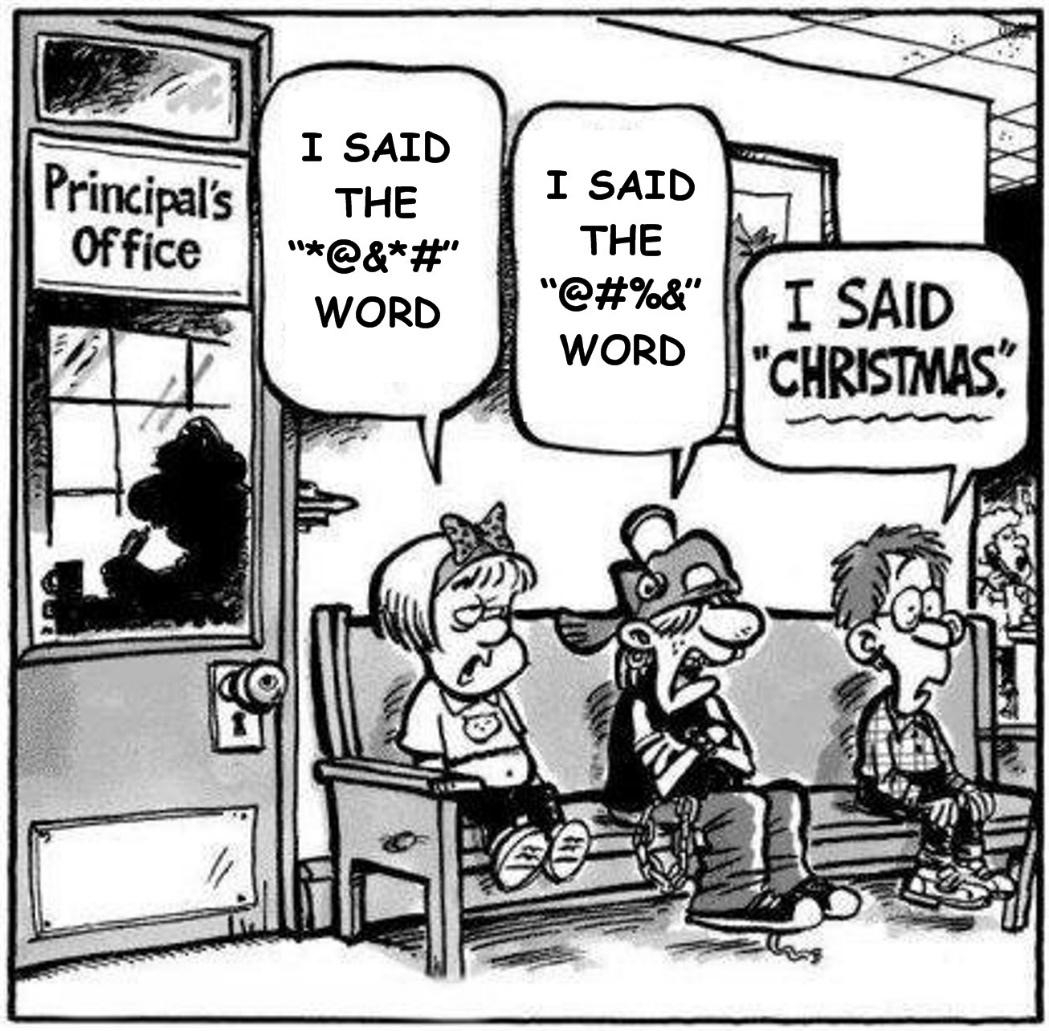 Principal's
Office
I SAID
THE
“*@&*#”
WORD
I SAID
THE
“@#%&”
WORD
I SAID
"CHRISTMAS."